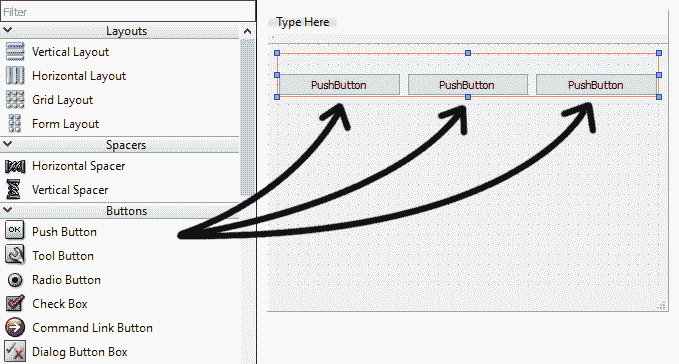 Filter
Layouts
Vertical Layout
Horizontal Layout
Grid Layout
Form Layout
Spacers
Horizontal Spacer
Vertical Spacer
Buttons
OK Push Button
Tool Button
Radio Button
Check Box
Command Link Button
Dialog Button Box
Type Here
PushButton PushButton PushButton